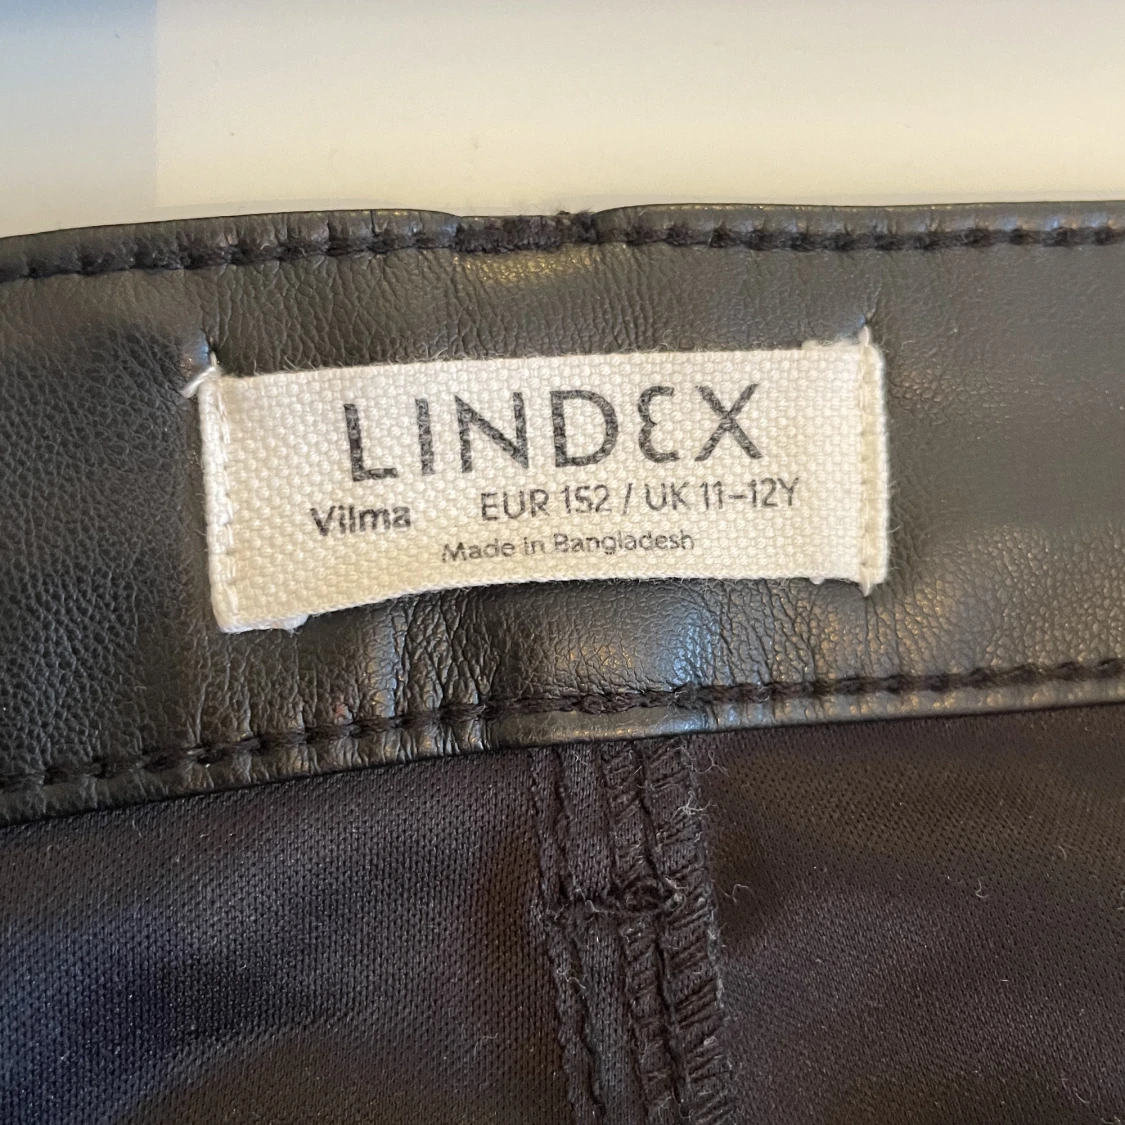 LINDEX
Vilma EUR 152 / UK 11-12Y
Made in Bangladesh